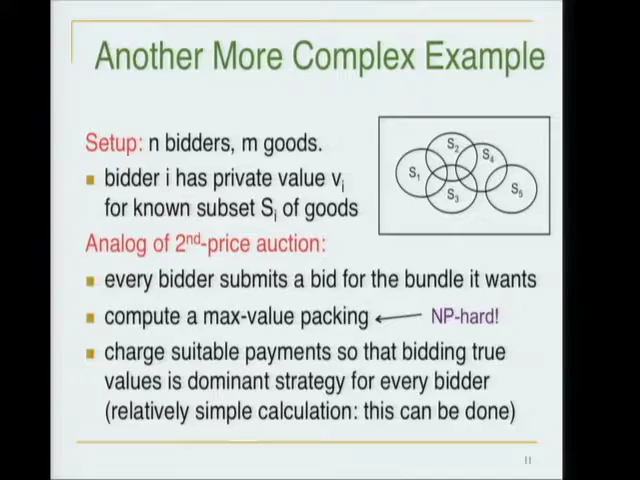 Another More Complex Example
Setup: n bidders, m goods.
bidder i has private value vi
for known subset Si of goods
Analog of 2nd-price auction:
every bidder submits a bid for the bundle it wants
compute a max-value packing
NP-hard!
charge suitable payments so that bidding true
values is dominant strategy for every bidder
(relatively simple calculation: this can be done)
S1
S2
S3
S4
S5
11